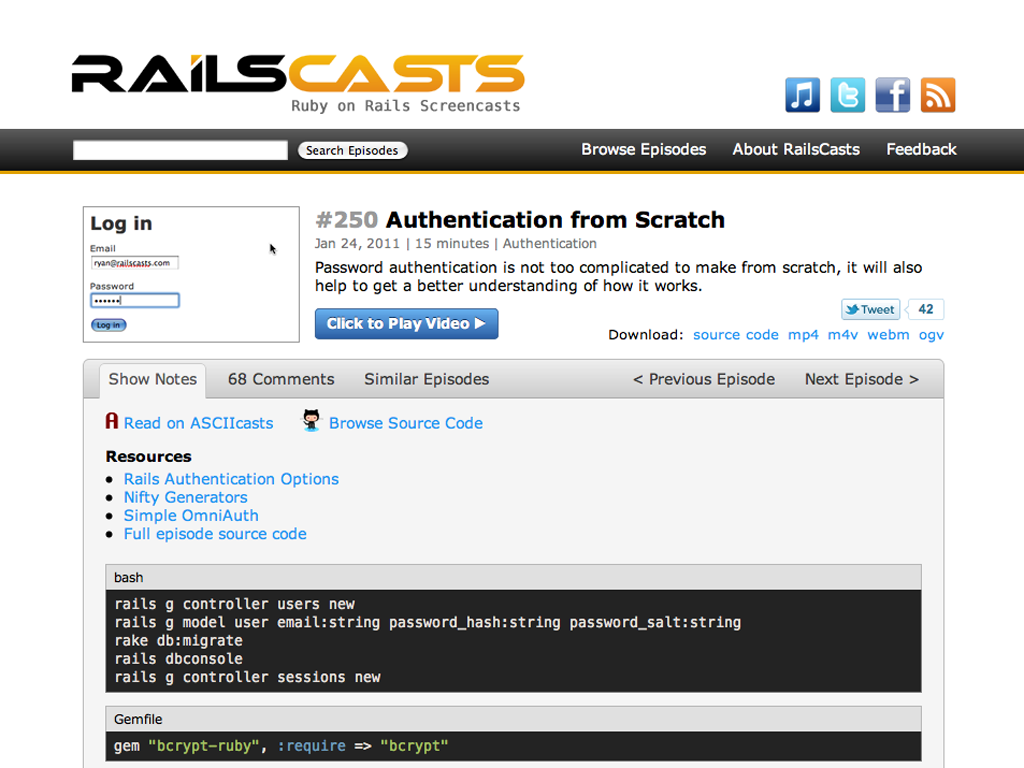 RAILSCASTS
Ruby on Rails Screencasts
Search Episodes
Browse Episodes
About RailsCasts
Feedback
Log in
Email
ryan@railscasts.com
Password
••••••
Log in
#250 Authentication from Scratch
Jan 24, 2011 | 15 minutes | Authentication
Password authentication is not too complicated to make from scratch, it will also
help to get a better understanding of how it works.
Click to Play Video
Tweet 42
Download: source code mp4 m4v webm ogv
Show Notes
68 Comments
Similar Episodes
< Previous Episode
Next Episode >
A Read on ASCIIcasts
Browse Source Code
Resources
• Rails Authentication Options
• Nifty Generators
• Simple OmniAuth
• Full episode source code
bash
rails g controller users new
rails g model user email:string password_hash:string password_salt:string
rake db:migrate
rails dbconsole
rails g controller sessions new
Gemfile
gem "bcrypt-ruby", :require => "bcrypt"